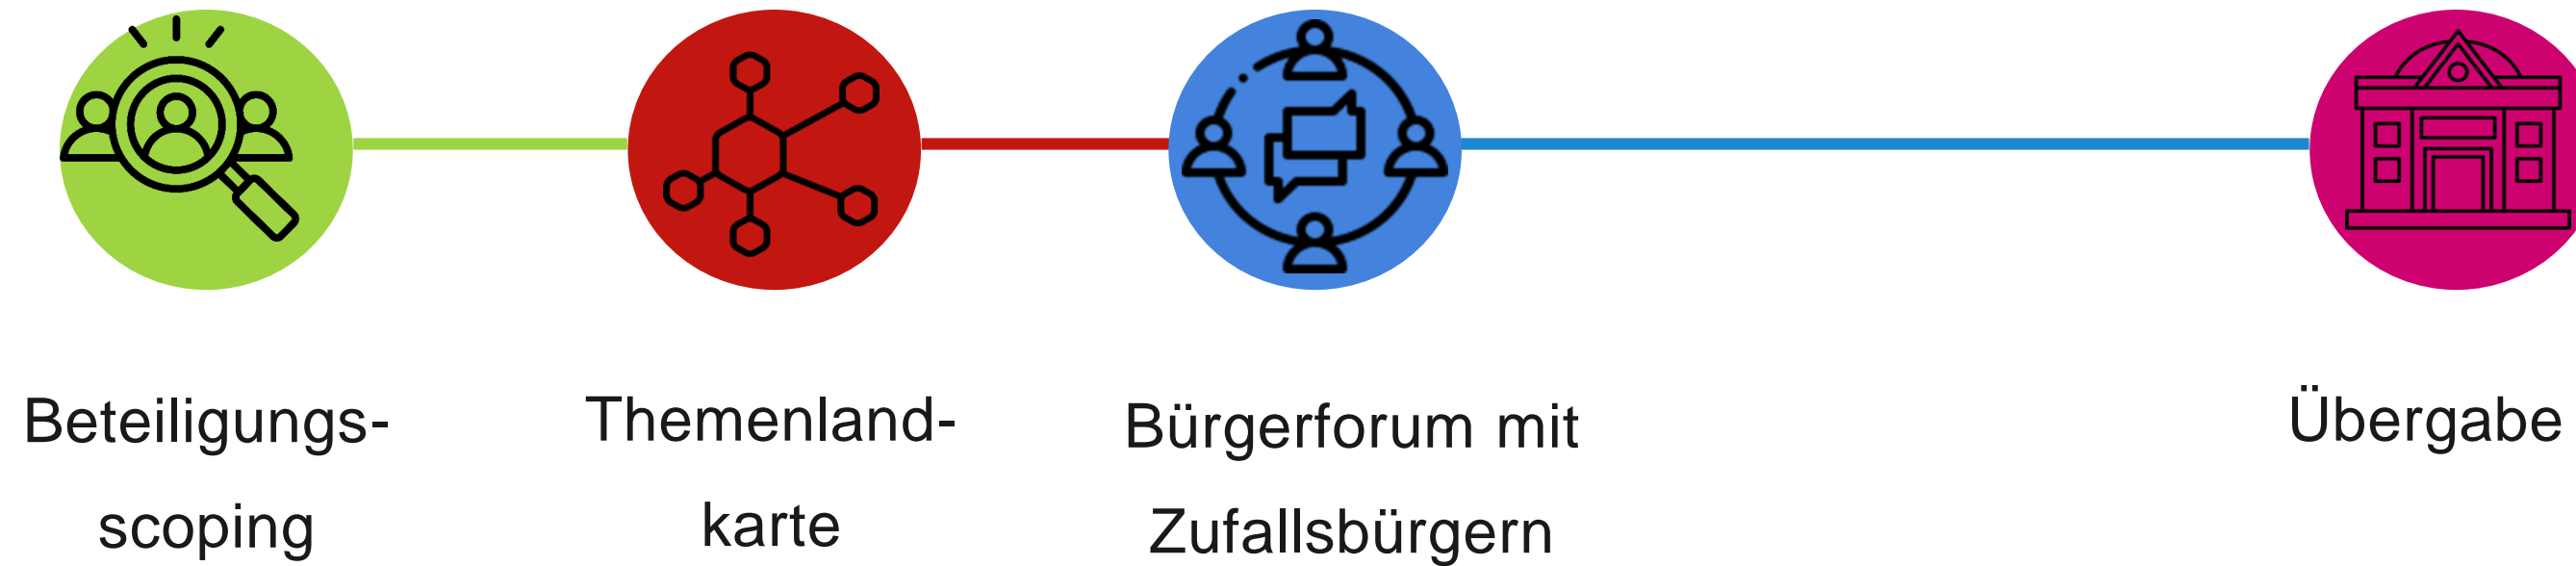 Beteiligungs-
scoping
Themenland-
karte
Bürgerforum mit
Zufallsbürgern
Übergabe